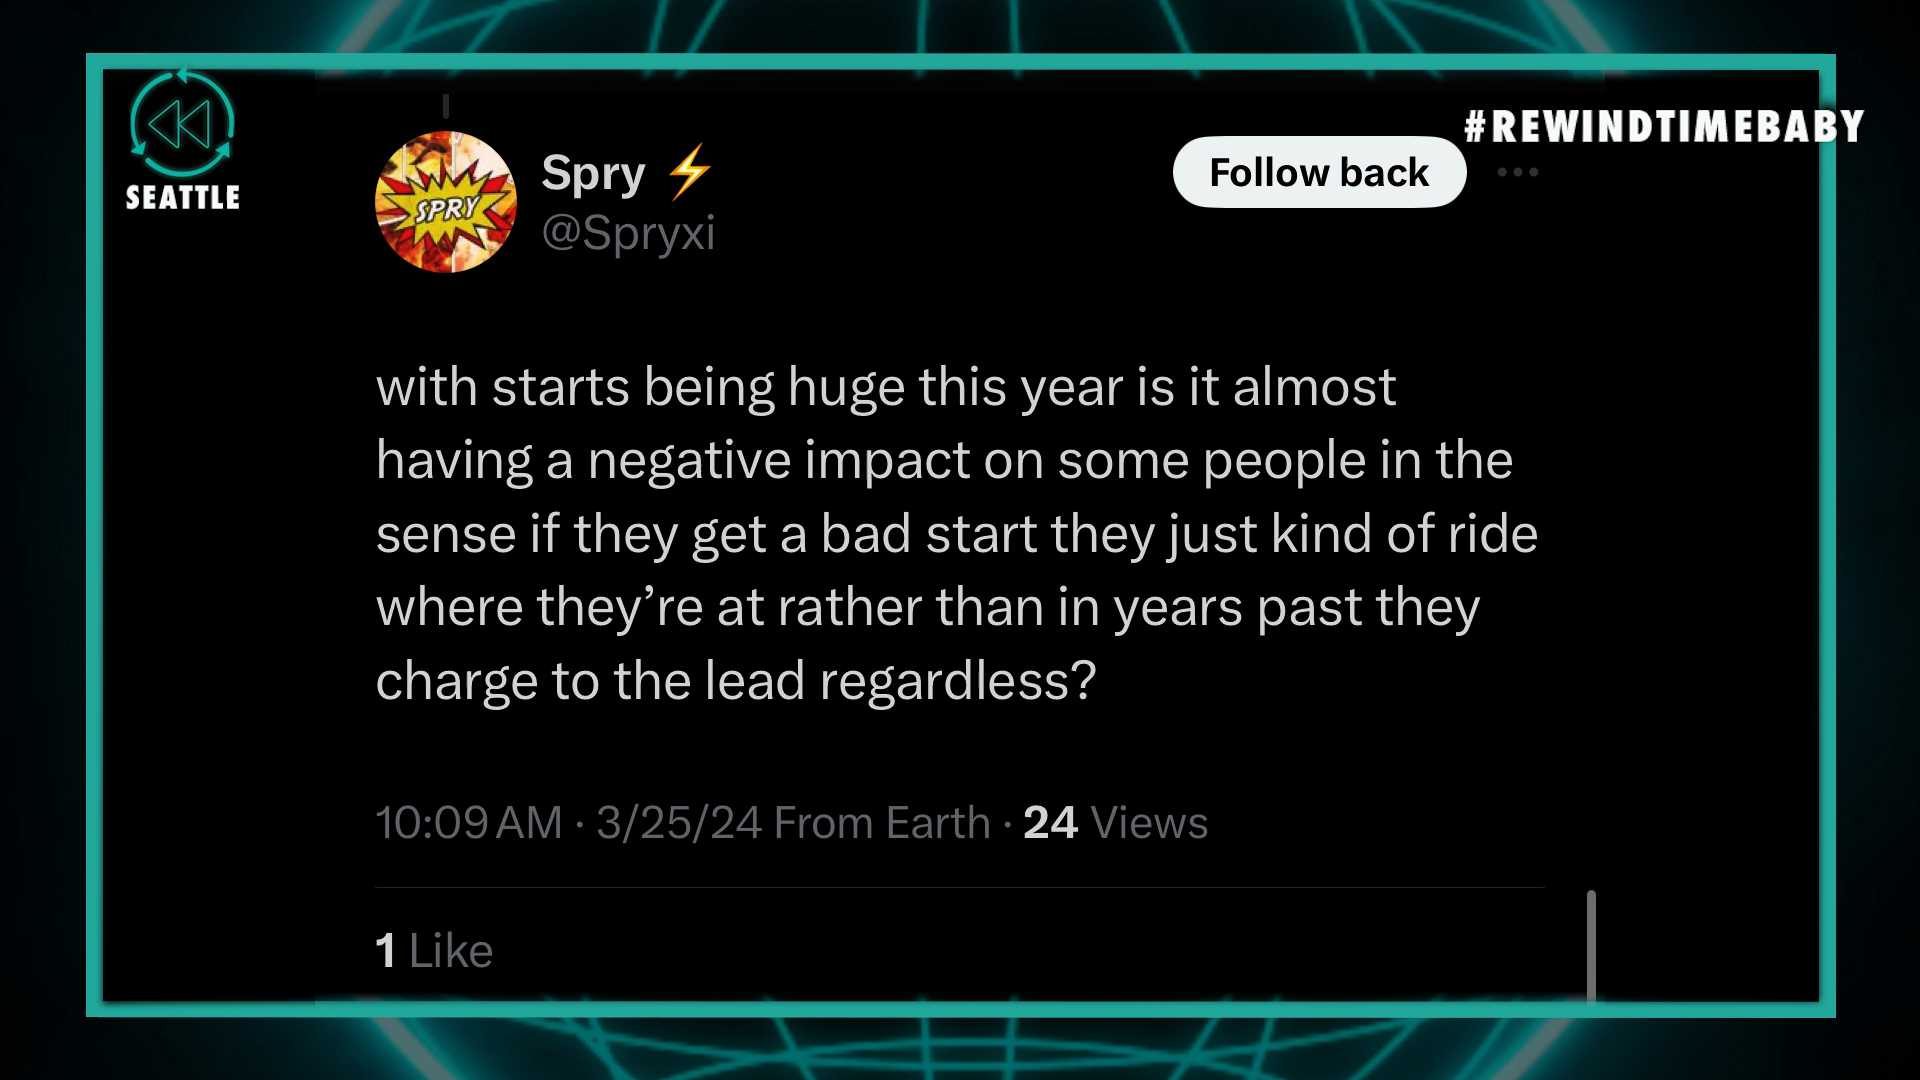 SEATTLE
#REWINDTIMEBABY
SPRY
Spry ⚡
@Spryxi
Follow back
with starts being huge this year is it almost
having a negative impact on some people in the
sense if they get a bad start they just kind of ride
where they’re at rather than in years past they
charge to the lead regardless?
10:09 AM · 3/25/24 From Earth · 24 Views
1 Like